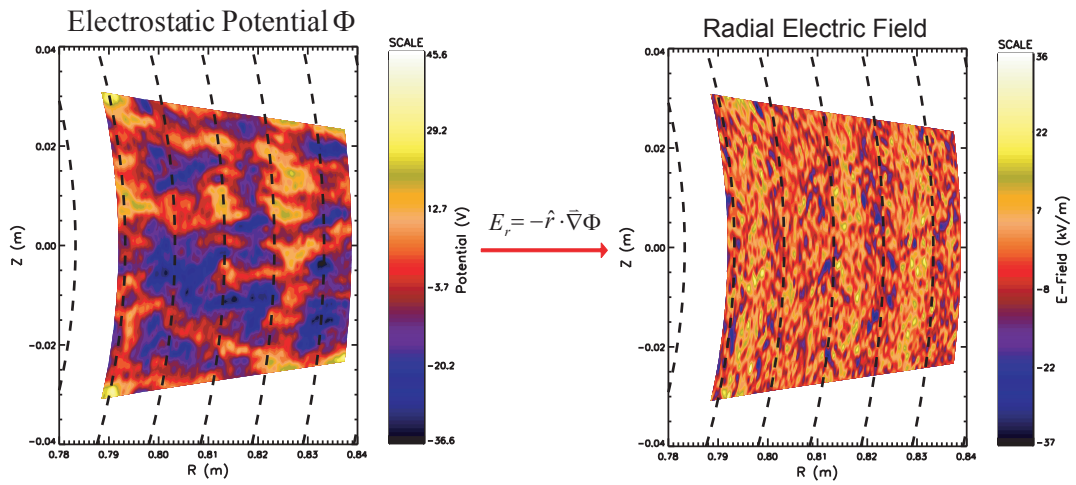 Electrostatic Potential Φ
SCALE
45.6
29.2
12.7
-3.7
-20.2
-36.6
Potential (V)
0.04
0.02
0.00
-0.02
-0.04
Z (m)
0.78 0.79 0.80 0.81 0.82 0.83 0.84
R (m)
E_r = −r̂ · ∇⃗Φ
Radial Electric Field
SCALE
36
22
7
-8
-22
-37
E-Field (kV/m)
0.04
0.02
0.00
-0.02
-0.04
Z (m)
0.78 0.79 0.80 0.81 0.82 0.83 0.84
R (m)